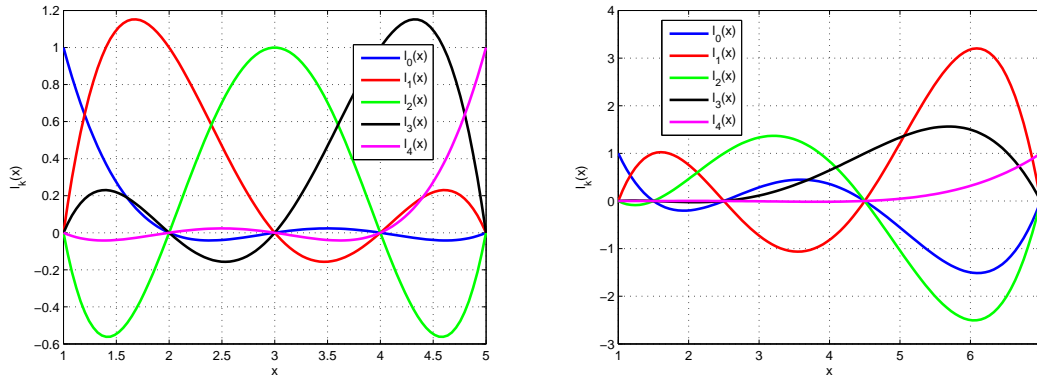 1.2
1
0.8
0.6
0.4
0.2
0
−0.2
−0.4
−0.6
l_k(x)
1 1.5 2 2.5 3 3.5 4 4.5 5
x
l_0(x)
l_1(x)
l_2(x)
l_3(x)
l_4(x)
4
3
2
1
0
−1
−2
−3
l_k(x)
1 2 3 4 5 6 7
x
l_0(x)
l_1(x)
l_2(x)
l_3(x)
l_4(x)